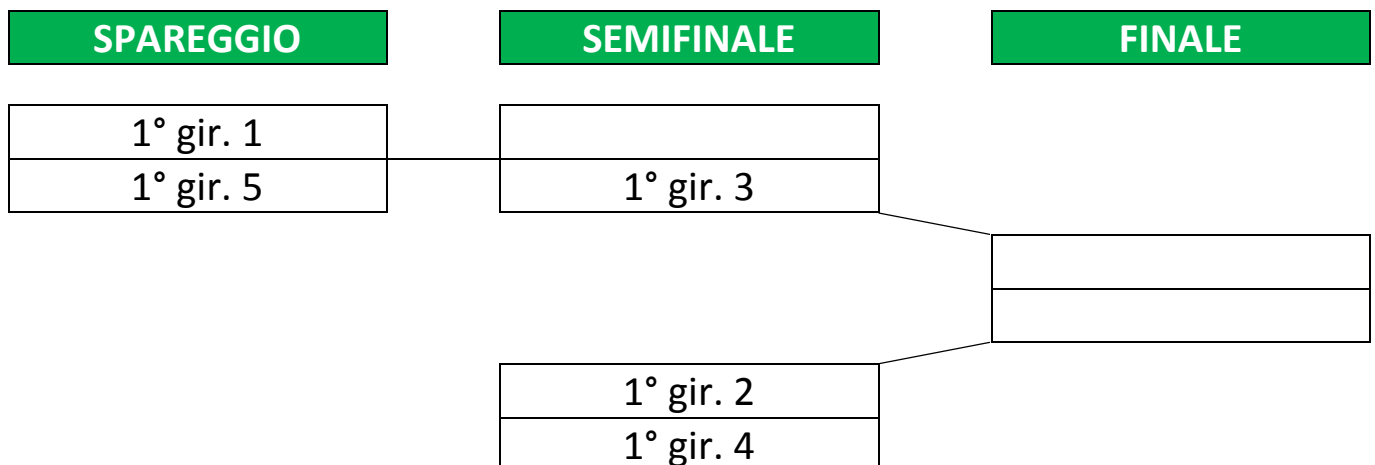 SPAREGGIO
SEMIFINALE
FINALE
1° gir. 1
1° gir. 5
1° gir. 3
1° gir. 2
1° gir. 4